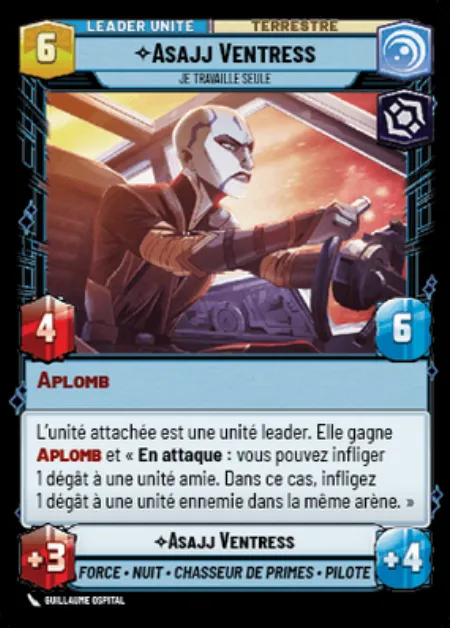 LEADER UNITÉ
TERRESTRE
6
✧ASAJJ VENTRESS
JE TRAVAILLE SEULE
4
6
APLOMB
L'unité attachée est une unité leader. Elle gagne
APLOMB et « En attaque : vous pouvez infliger
1 dégât à une unité amie. Dans ce cas, infligez
1 dégât à une unité ennemie dans la même arène. »
✧ASAJJ VENTRESS
+3
+4
FORCE • NUIT • CHASSEUR DE PRIMES • PILOTE
GUILLAUME OSPITAL